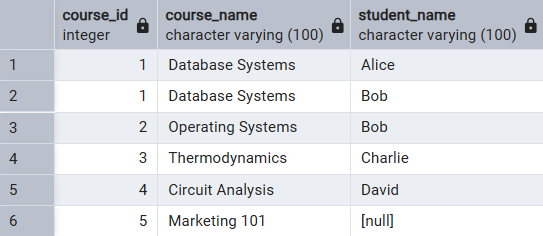 course_id course_name student_name
integer character varying (100) character varying (100)
1 1 Database Systems Alice
2 1 Database Systems Bob
3 2 Operating Systems Bob
4 3 Thermodynamics Charlie
5 4 Circuit Analysis David
6 5 Marketing 101 [null]